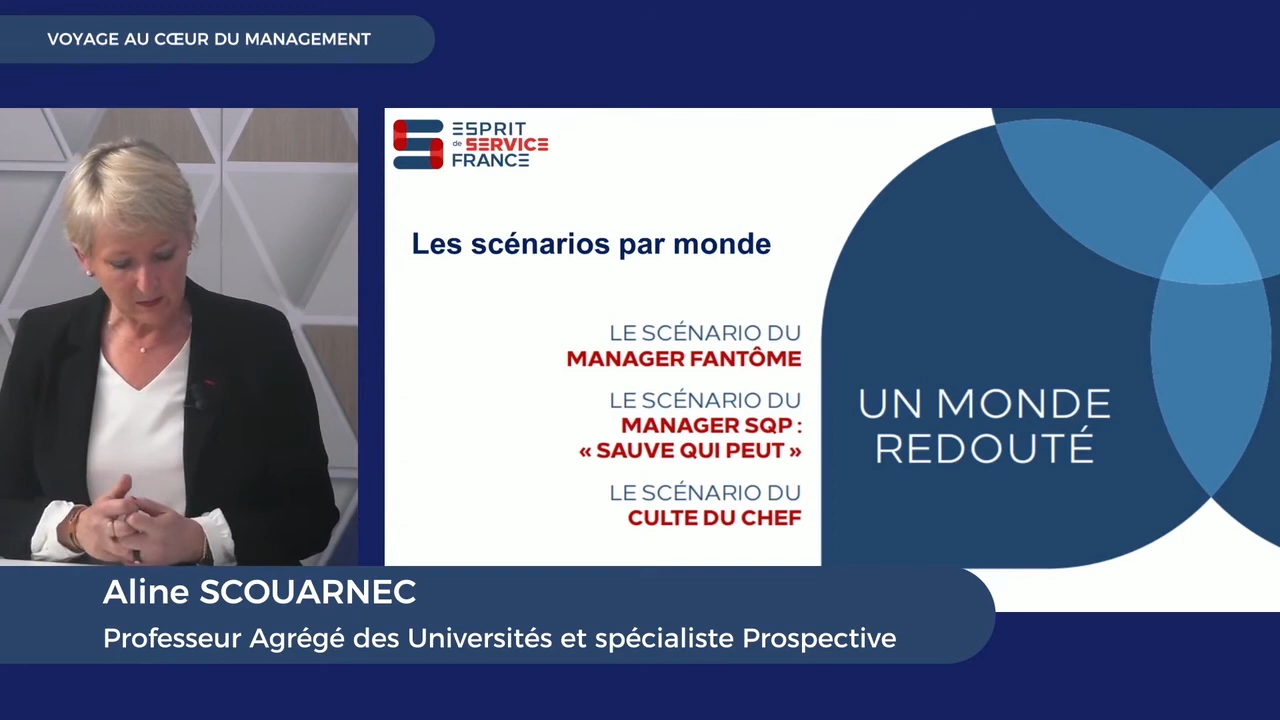 VOYAGE AU CŒUR DU MANAGEMENT
ESPRIT
de SERVICE
FRANCE
Les scénarios par monde
LE SCÉNARIO DU
MANAGER FANTÔME
LE SCÉNARIO DU
MANAGER SQP :
« SAUVE QUI PEUT »
LE SCÉNARIO DU
CULTE DU CHEF
UN MONDE
REDOUTÉ
Aline SCOUARNEC
Professeur Agrégé des Universités et spécialiste Prospective